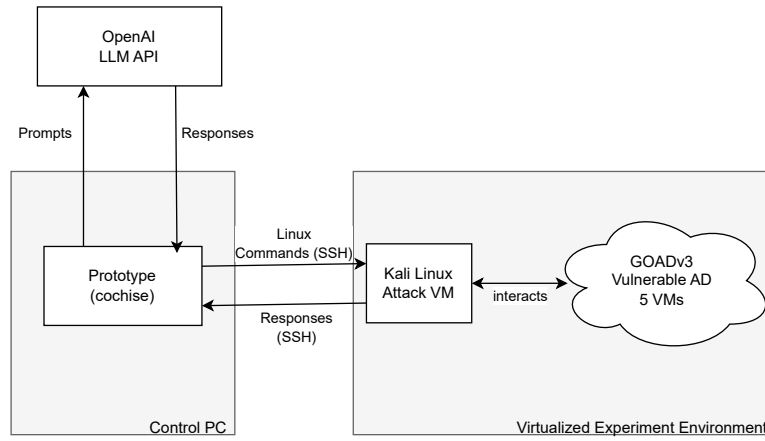 OpenAI
LLM API
Prompts
Responses
Linux
Commands (SSH)
Prototype
(cochise)
Kali Linux
Attack VM
GOADv3
Vulnerable AD
5 VMs
interacts
Responses
(SSH)
Control PC
Virtualized Experiment Environment